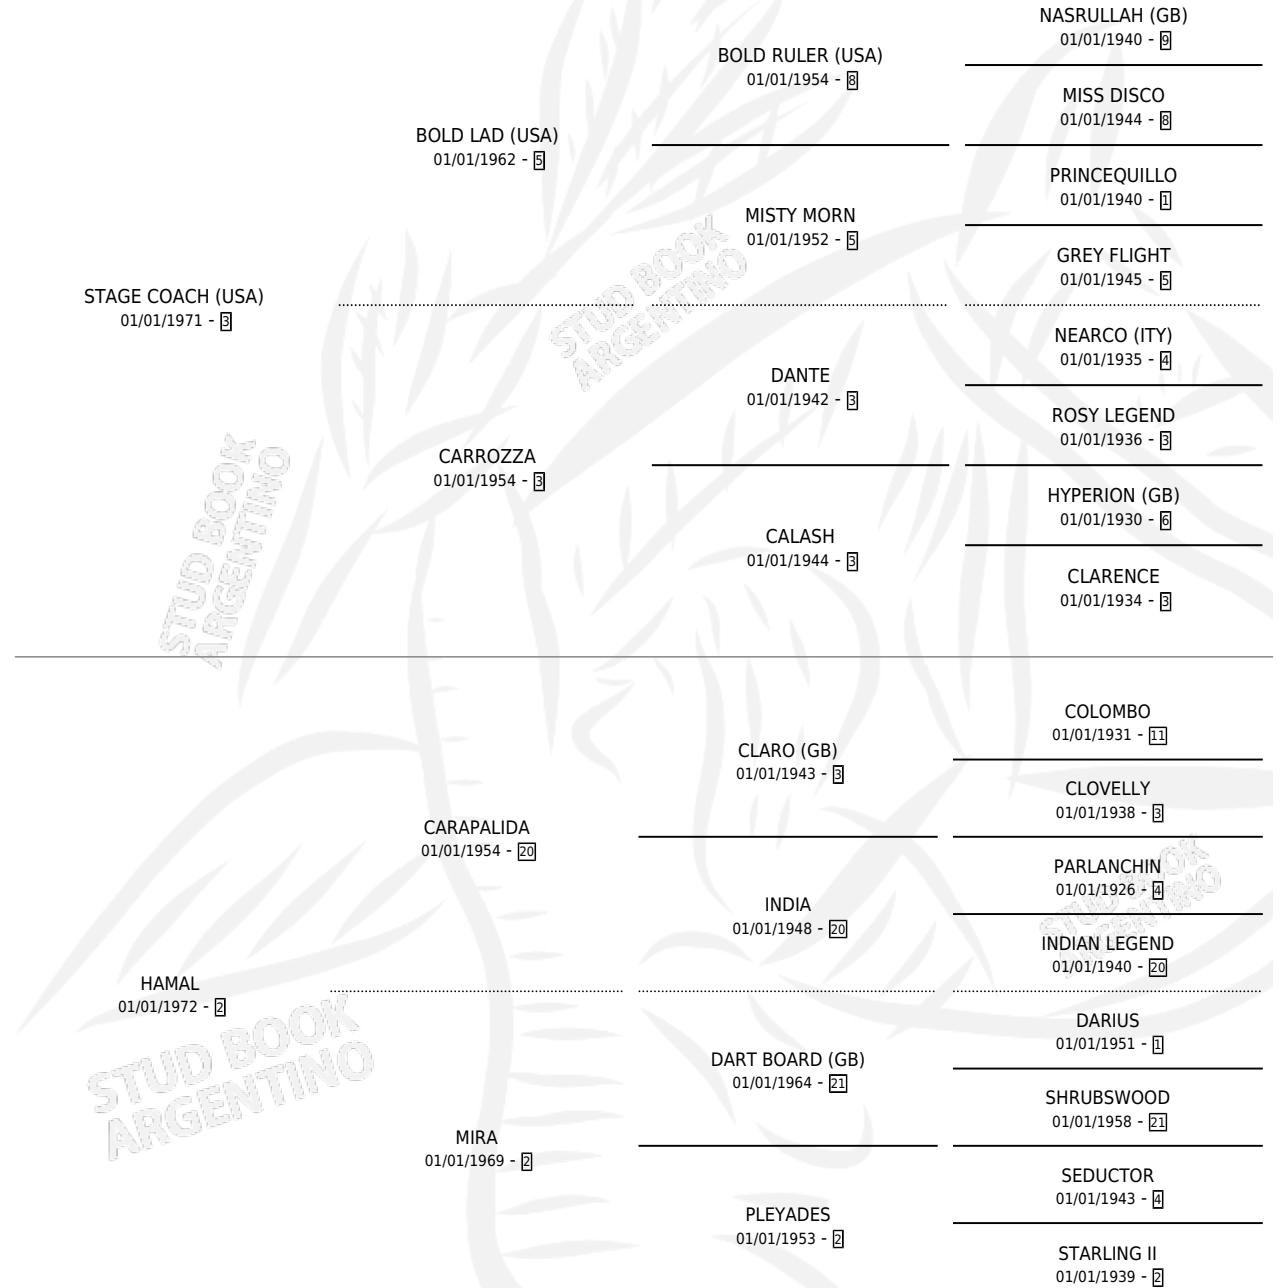 NASRULLAH (GB)
01/01/1940 - 9
BOLD RULER (USA)
01/01/1954 - 8
MISS DISCO
01/01/1944 - 8
BOLD LAD (USA)
01/01/1962 - 5
PRINCEQUILLO
01/01/1940 - 1
MISTY MORN
01/01/1952 - 5
GREY FLIGHT
01/01/1945 - 5
STAGE COACH (USA)
01/01/1971 - 3
NEARCO (ITY)
01/01/1935 - 4
DANTE
01/01/1942 - 3
ROSY LEGEND
01/01/1936 - 3
CARROZZA
01/01/1954 - 3
HYPERION (GB)
01/01/1930 - 6
CALASH
01/01/1944 - 3
CLARENCE
01/01/1934 - 3
COLOMBO
01/01/1931 - 11
CLARO (GB)
01/01/1943 - 3
CLOVELLY
01/01/1938 - 3
CARAPALIDA
01/01/1954 - 20
PARLANCHIN
01/01/1926 - 4
INDIA
01/01/1948 - 20
INDIAN LEGEND
01/01/1940 - 20
HAMAL
01/01/1972 - 2
DARIUS
01/01/1951 - 1
DART BOARD (GB)
01/01/1964 - 21
SHRUBSWOOD
01/01/1958 - 21
MIRA
01/01/1969 - 2
SEDUCTOR
01/01/1943 - 4
PLEYADES
01/01/1953 - 2
STARLING II
01/01/1939 - 2
STUD BOOK
ARGENTINO
STUD BOOK
ARGENTINO
STUD BOOK
ARGENTINO
STUD BOOK
ARGENTINO